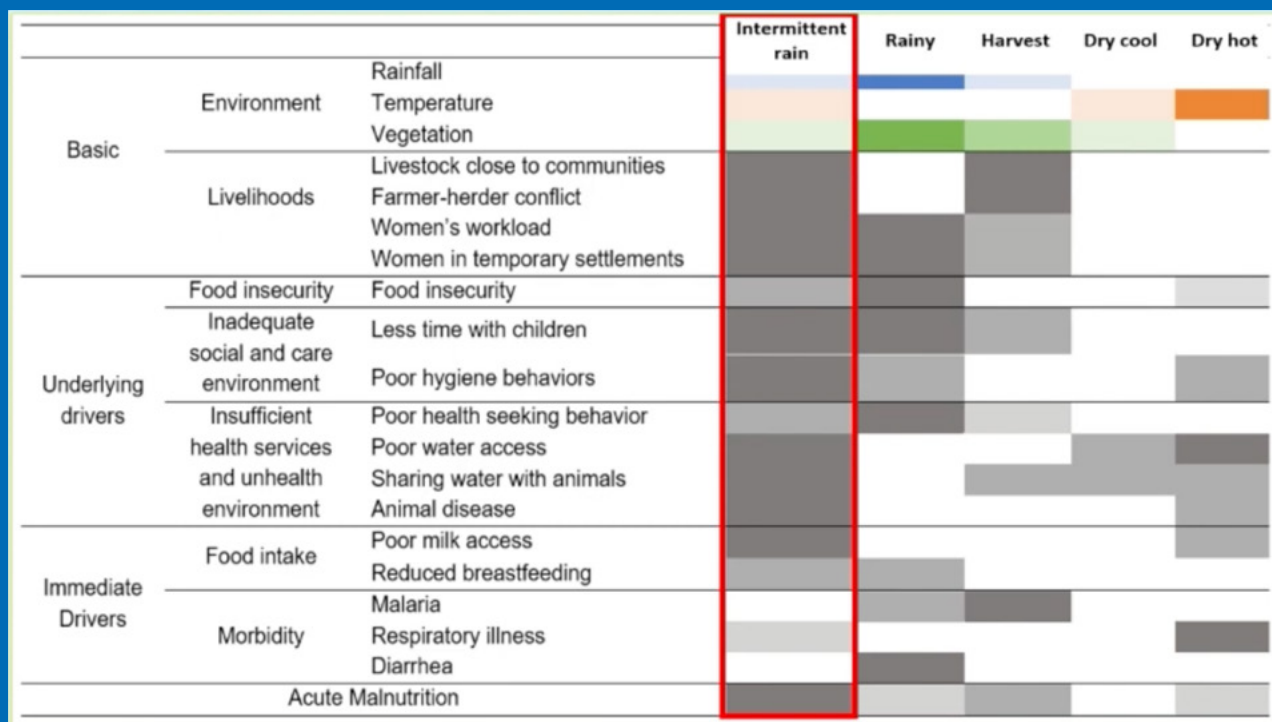 Intermittent rain Rainy Harvest Dry cool Dry hot
Basic
Environment
Rainfall
Temperature
Vegetation
Livelihoods
Livestock close to communities
Farmer-herder conflict
Women's workload
Women in temporary settlements
Underlying drivers
Food insecurity Food insecurity
Inadequate social and care environment
Less time with children
Poor hygiene behaviors
Insufficient health services and unhealth environment
Poor health seeking behavior
Poor water access
Sharing water with animals
Animal disease
Immediate Drivers
Food intake
Poor milk access
Reduced breastfeeding
Morbidity
Malaria
Respiratory illness
Diarrhea
Acute Malnutrition